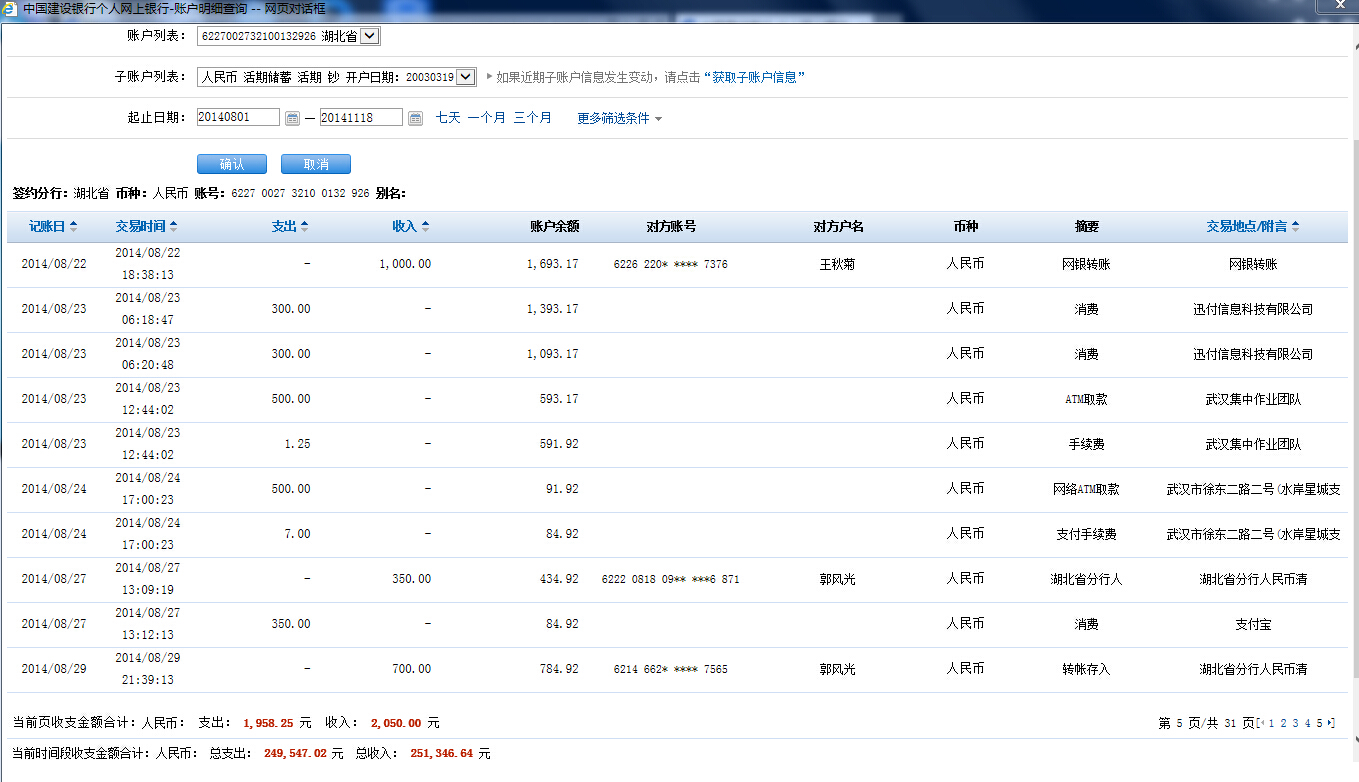 中国建设银行个人网上银行-账户明细查询 -- 网页对话框
账户列表: 6227002732100132926 湖北省
子账户列表: 人民币 活期储蓄 活期 钞 开户日期: 20030319 如果近期子账户信息发生变动，请点击“获取子账户信息”
起止日期: 20140801 — 20141118 七天 一个月 三个月 更多筛选条件
确认 取消
签约分行: 湖北省 币种: 人民币 账号: 6227 0027 3210 0132 926 别名:
记账日 交易时间 支出 收入 账户余额 对方账号 对方户名 币种 摘要 交易地点/附言
2014/08/22 2014/08/22 18:38:13 - 1,000.00 1,693.17 6226 220* **** 7376 王秋菊 人民币 网银转账 网银转账
2014/08/23 2014/08/23 06:18:47 300.00 - 1,393.17 人民币 消费 迅付信息科技有限公司
2014/08/23 2014/08/23 06:20:48 300.00 - 1,093.17 人民币 消费 迅付信息科技有限公司
2014/08/23 2014/08/23 12:44:02 500.00 - 593.17 人民币 ATM取款 武汉集中作业团队
2014/08/23 2014/08/23 12:44:02 1.25 - 591.92 人民币 手续费 武汉集中作业团队
2014/08/24 2014/08/24 17:00:23 500.00 - 91.92 人民币 网络ATM取款 武汉市徐东二路二号(水岸星城支
2014/08/24 2014/08/24 17:00:23 7.00 - 84.92 人民币 支付手续费 武汉市徐东二路二号(水岸星城支
2014/08/27 2014/08/27 13:09:19 - 350.00 434.92 6222 0818 09** ***6 871 郭风光 人民币 湖北省分行人 湖北省分行人民币清
2014/08/27 2014/08/27 13:12:13 350.00 - 84.92 人民币 消费 支付宝
2014/08/29 2014/08/29 21:39:13 - 700.00 784.92 6214 662* **** 7565 郭风光 人民币 转帐存入 湖北省分行人民币清
当前页收支金额合计: 人民币: 支出: 1,958.25 元 收入: 2,050.00 元 第 5 页/共 31 页[ 1 2 3 4 5 ]
当前时间段收支金额合计: 人民币: 总支出: 249,547.02 元 总收入: 251,346.64 元